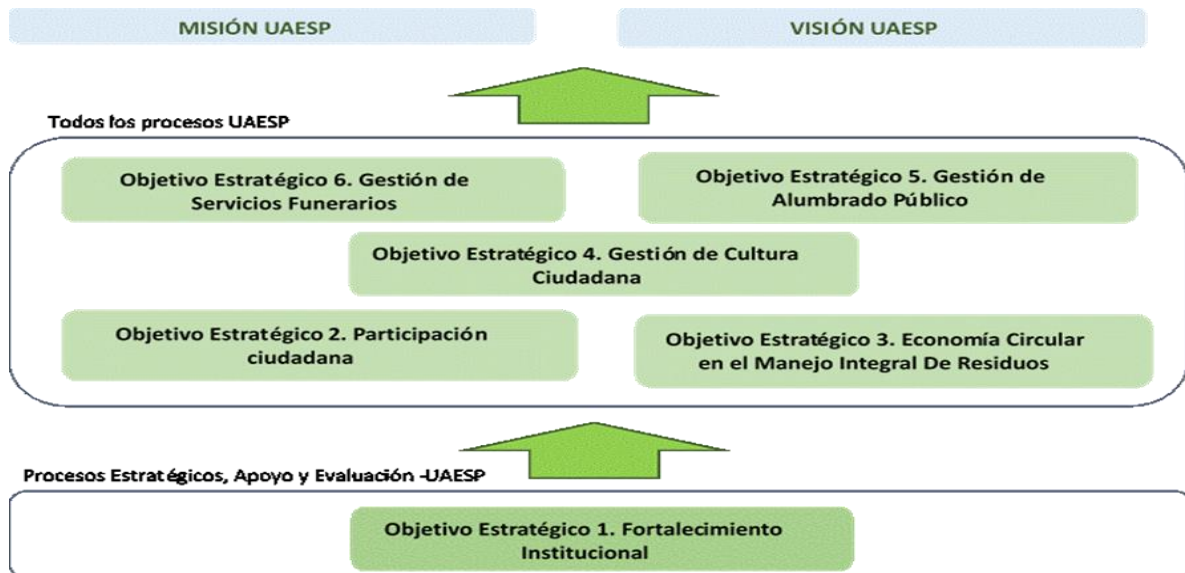 MISIÓN UAESP
VISIÓN UAESP
Todos los procesos UAESP
Objetivo Estratégico 6. Gestión de
Servicios Funerarios
Objetivo Estratégico 5. Gestión de
Alumbrado Público
Objetivo Estratégico 4. Gestión de Cultura
Ciudadana
Objetivo Estratégico 2. Participación
ciudadana
Objetivo Estratégico 3. Economía Circular
en el Manejo Integral De Residuos
Procesos Estratégicos, Apoyo y Evaluación -UAESP
Objetivo Estratégico 1. Fortalecimiento
Institucional